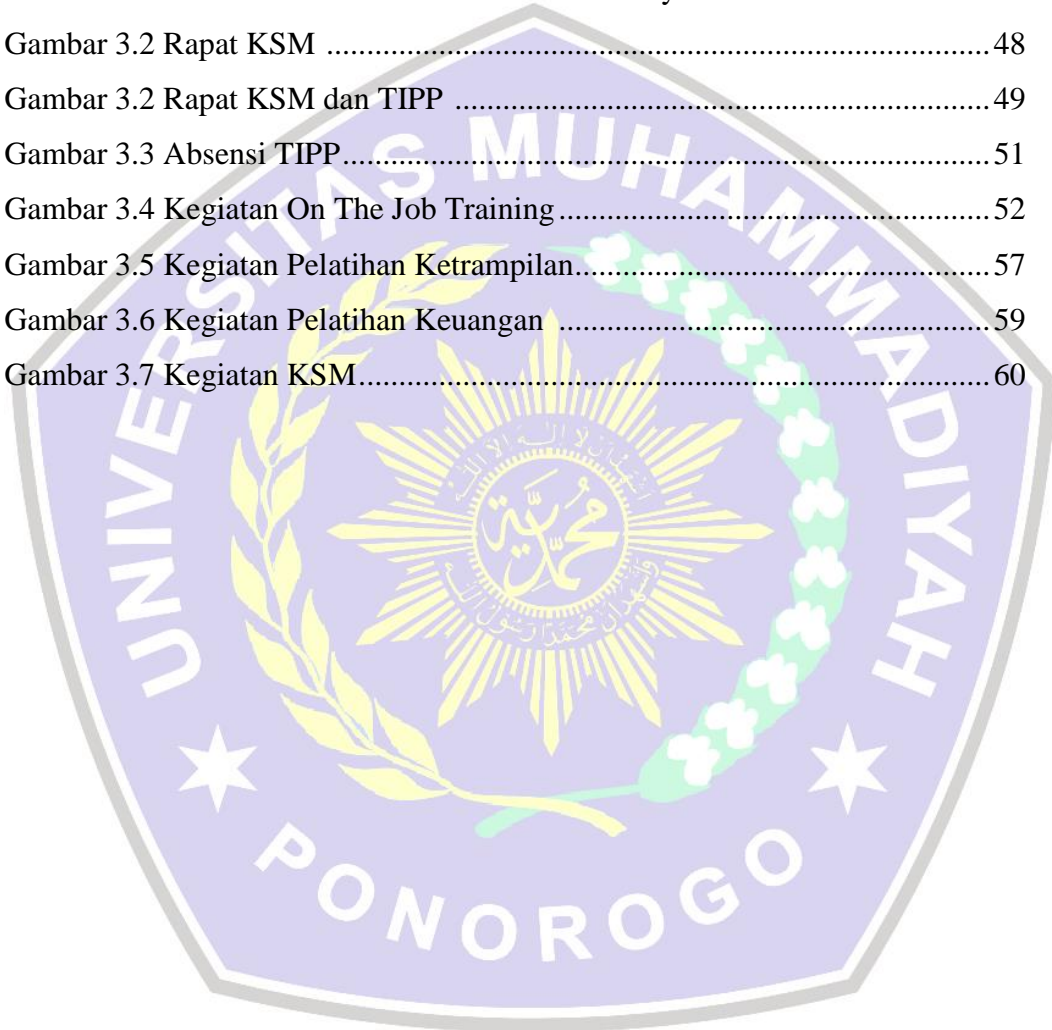 Gambar 3.2 Rapat KSM ........ 48
Gambar 3.2 Rapat KSM dan TIPP ........ 49
Gambar 3.3 Absensi TIPP ........ 51
Gambar 3.4 Kegiatan On The Job Training ........ 52
Gambar 3.5 Kegiatan Pelatihan Ketrampilan ........ 57
Gambar 3.6 Kegiatan Pelatihan Keuangan ........ 59
Gambar 3.7 Kegiatan KSM ........ 60
UNIVERSITAS MUHAMMADIYAH
PONOROGO
محمدية